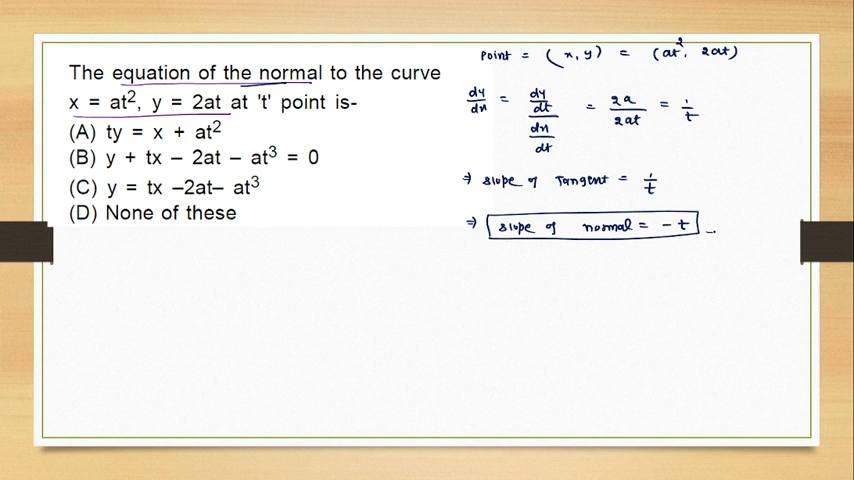 The equation of the normal to the curve
x = at², y = 2at at 't' point is-
(A) ty = x + at²
(B) y + tx − 2at − at³ = 0
(C) y = tx −2at− at³
(D) None of these
Point = (x, y) = (at², 2at)
dy/dx = (dy/dt)/(dx/dt) = 2a/2at = 1/t
⇒ slope of Tangent = 1/t
⇒ slope of normal = − t